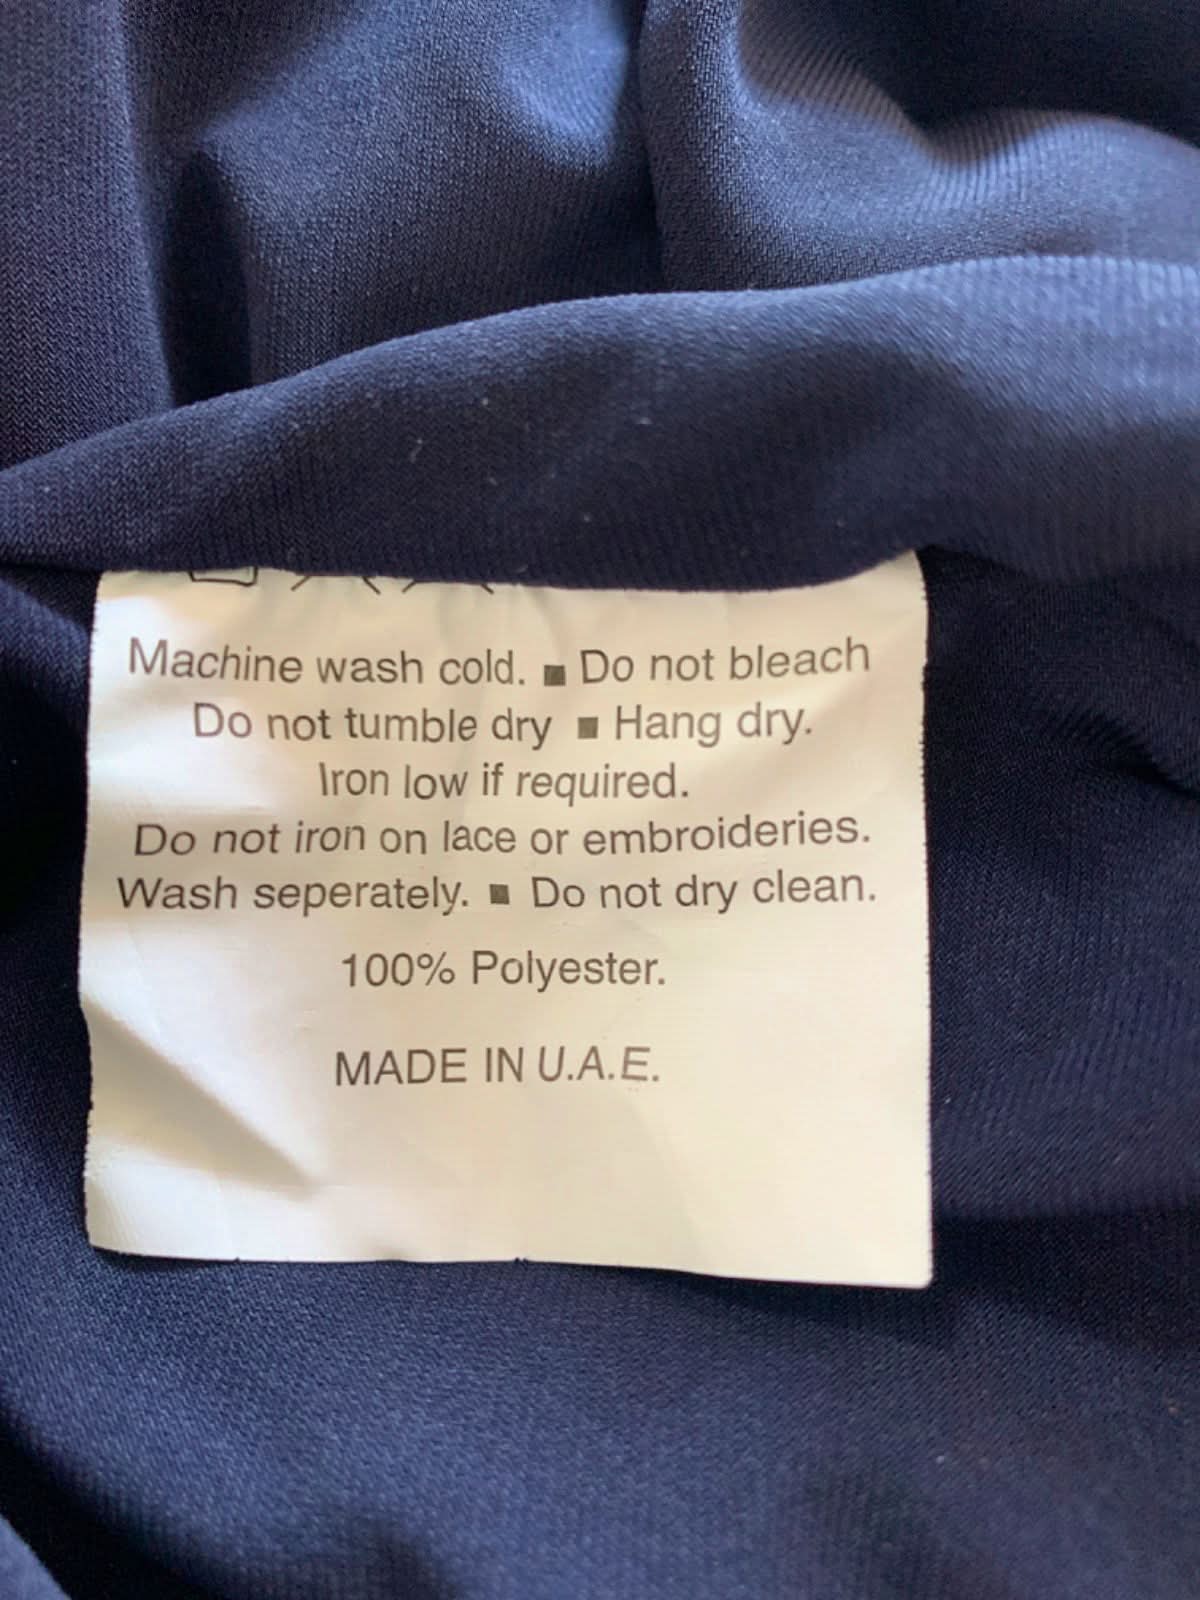 Machine wash cold. ■ Do not bleach
Do not tumble dry ■ Hang dry.
Iron low if required.
Do not iron on lace or embroideries.
Wash seperately. ■ Do not dry clean.
100% Polyester.
MADE IN U.A.E.